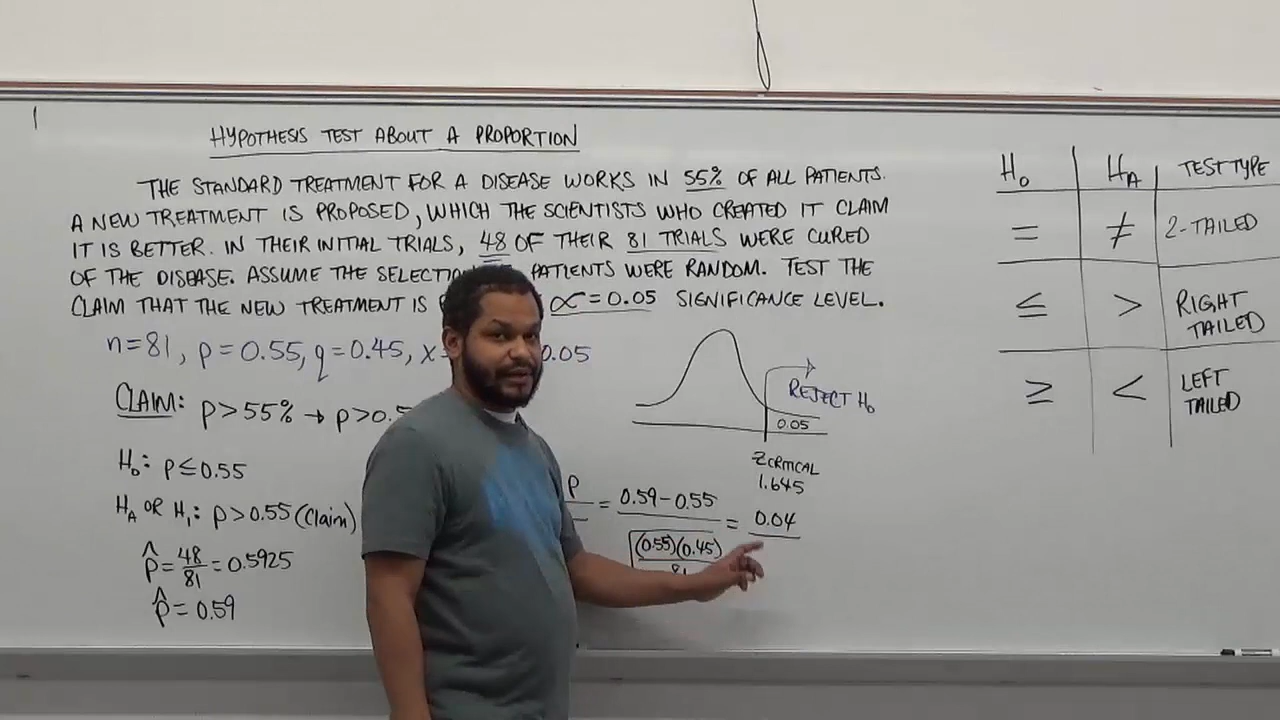 HYPOTHESIS TEST ABOUT A PROPORTION
THE STANDARD TREATMENT FOR A DISEASE WORKS IN 55% OF ALL PATIENTS.
A NEW TREATMENT IS PROPOSED, WHICH THE SCIENTISTS WHO CREATED IT CLAIM
IT IS BETTER. IN THEIR INITIAL TRIALS, 48 OF THEIR 81 TRIALS WERE CURED
OF THE DISEASE. ASSUME THE SELECTION PATIENTS WERE RANDOM. TEST THE
CLAIM THAT THE NEW TREATMENT IS α=0.05 SIGNIFICANCE LEVEL.
n=81, p=0.55, q=0.45, x= 0.05
CLAIM: p>55% → p>0.5
H₀: p≤0.55
H_A OR H₁: p>0.55 (Claim)
p̂=48/81=0.5925
p̂=0.59
REJECT H₀
0.05
Z CRITICAL
1.645
p = 0.59-0.55 = 0.04
(0.55)(0.45)
81
H₀ H_A TEST TYPE
= ≠ 2-TAILED
≤ > RIGHT
TAILED
≥ < LEFT
TAILED